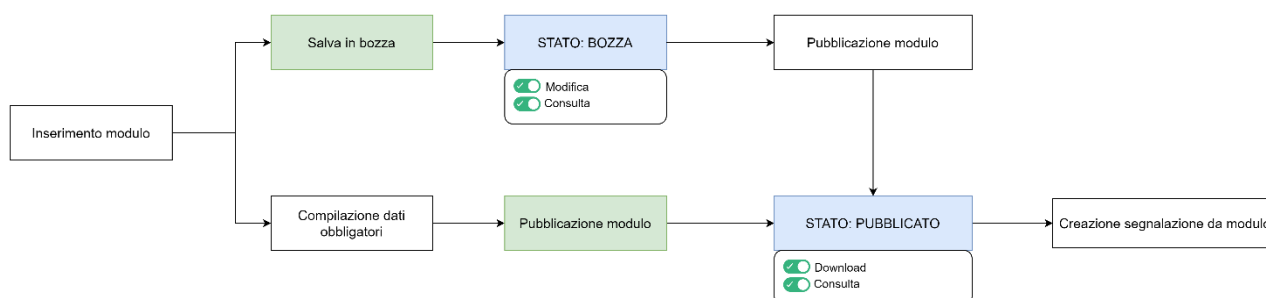 Salva in bozza
STATO: BOZZA
Pubblicazione modulo
Modifica
Consulta
Inserimento modulo
Compilazione dati
obbligatori
Pubblicazione modulo
STATO: PUBBLICATO
Creazione segnalazione da modulo
Download
Consulta